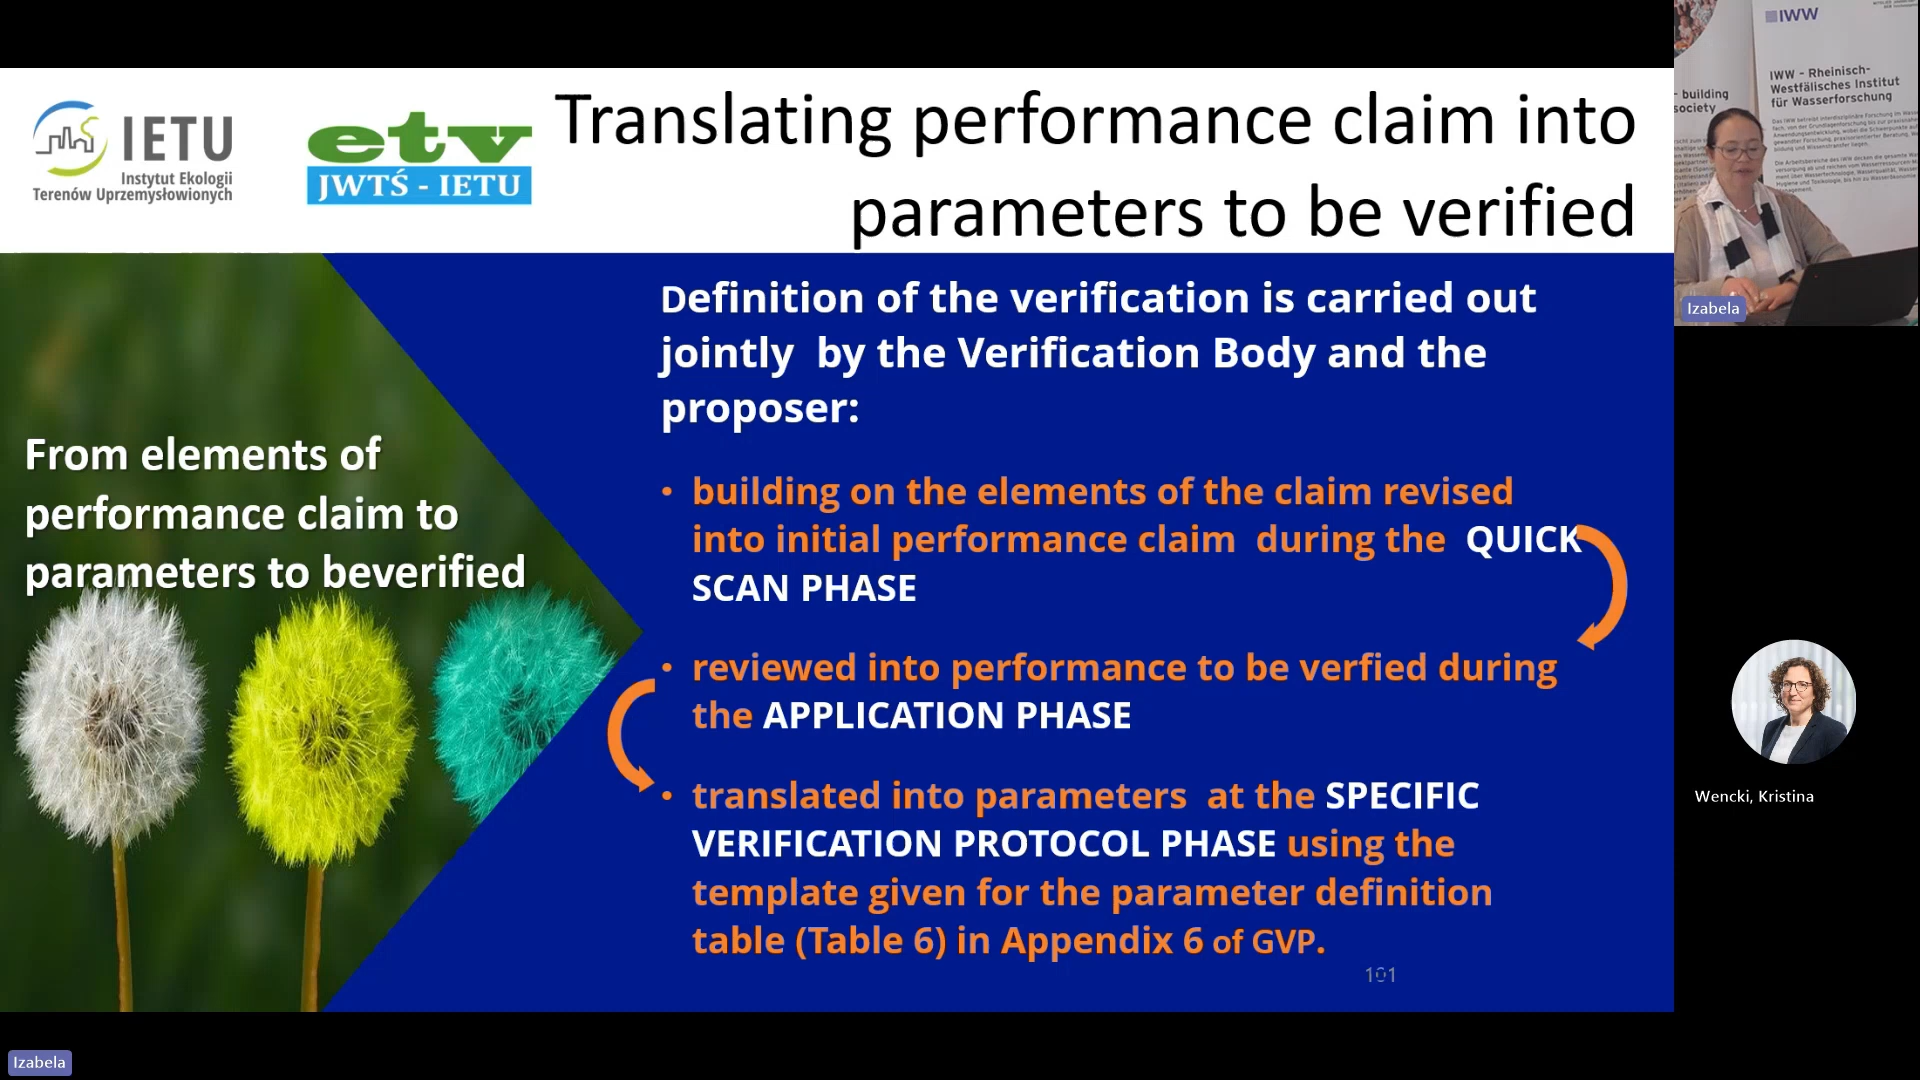 IETU
Instytut Ekologii
Terenów Uprzemysłowionych
etv
JWTŚ - IETU
Translating performance claim into
parameters to be verified
From elements of
performance claim to
parameters to beverified
Definition of the verification is carried out
jointly by the Verification Body and the
proposer:
• building on the elements of the claim revised
into initial performance claim during the QUICK
SCAN PHASE
• reviewed into performance to be verfied during
the APPLICATION PHASE
• translated into parameters at the SPECIFIC
VERIFICATION PROTOCOL PHASE using the
template given for the parameter definition
table (Table 6) in Appendix 6 of GVP.
101
IWW
building
society
IWW - Rheinisch-
Westfälisches Institut
für Wasserforschung
Izabela
Wencki, Kristina
Izabela